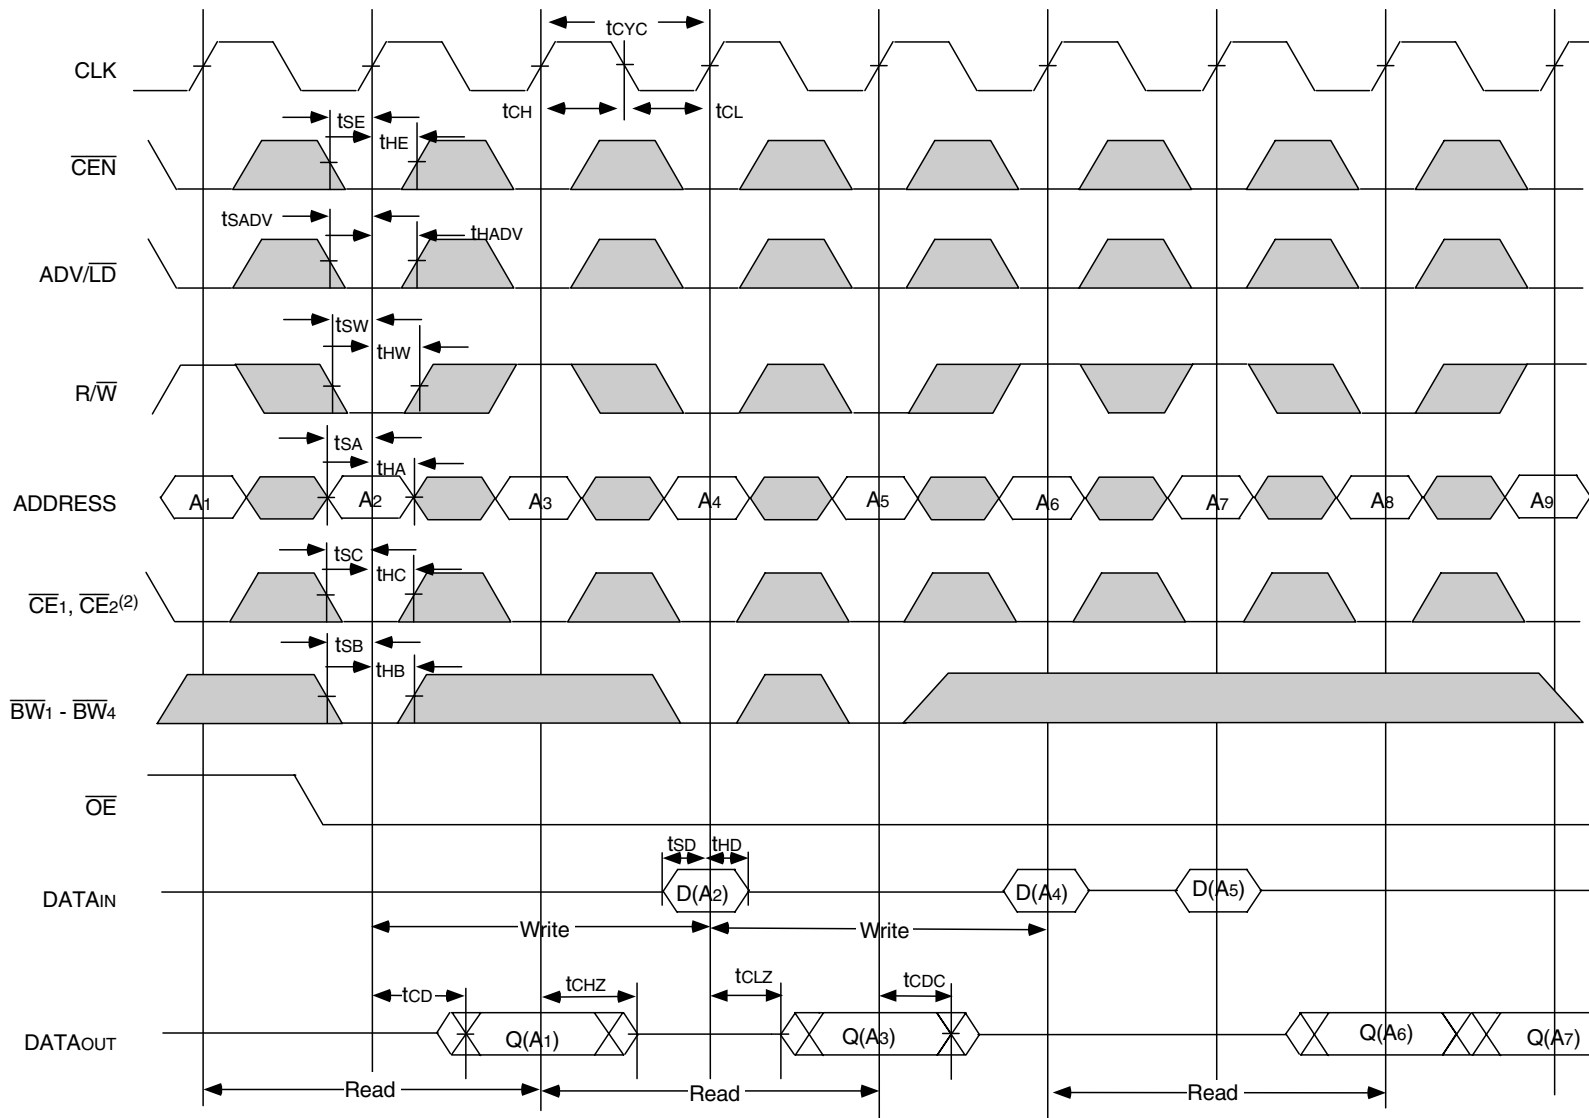 tCYC
CLK
tCH
tCL
tSE
tHE
CEN
tSADV
tHADV
ADV/LD
tSW
tHW
R/W
tSA
tHA
ADDRESS
A1 A2 A3 A4 A5 A6 A7 A8 A9
tSC
tHC
CE1, CE2(2)
tSB
tHB
BW1 - BW4
OE
tSD tHD
DATAIN
D(A2) D(A4) D(A5)
Write Write
tCD tCHZ tCLZ tCDC
DATAOUT
Q(A1) Q(A3) Q(A6) Q(A7)
Read Read Read